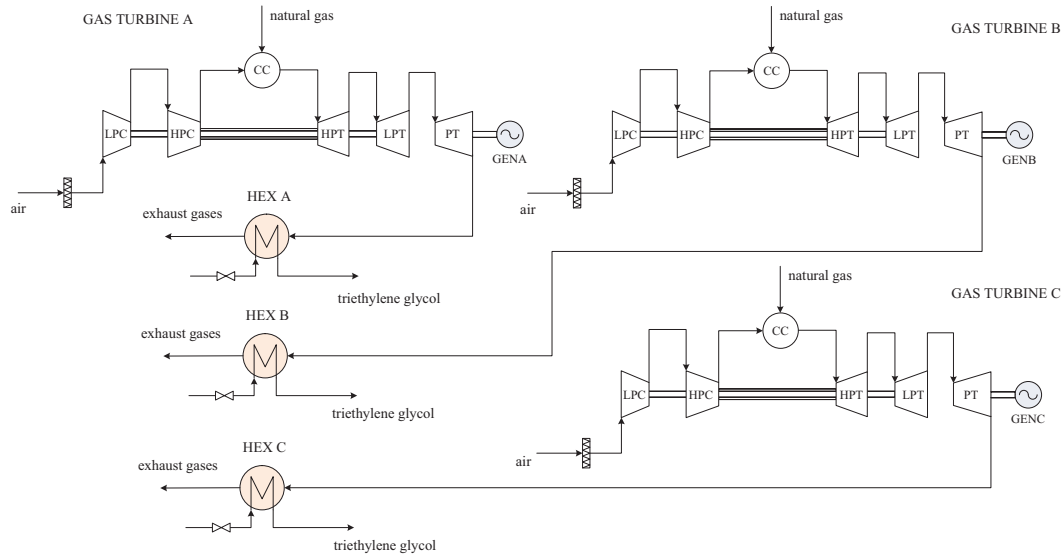 GAS TURBINE A
natural gas
CC
LPC
HPC
HPT
LPT
PT
GENA
air
GAS TURBINE B
natural gas
CC
LPC
HPC
HPT
LPT
PT
GENB
air
HEX A
exhaust gases
triethylene glycol
HEX B
exhaust gases
triethylene glycol
GAS TURBINE C
natural gas
CC
LPC
HPC
HPT
LPT
PT
GENC
air
HEX C
exhaust gases
triethylene glycol